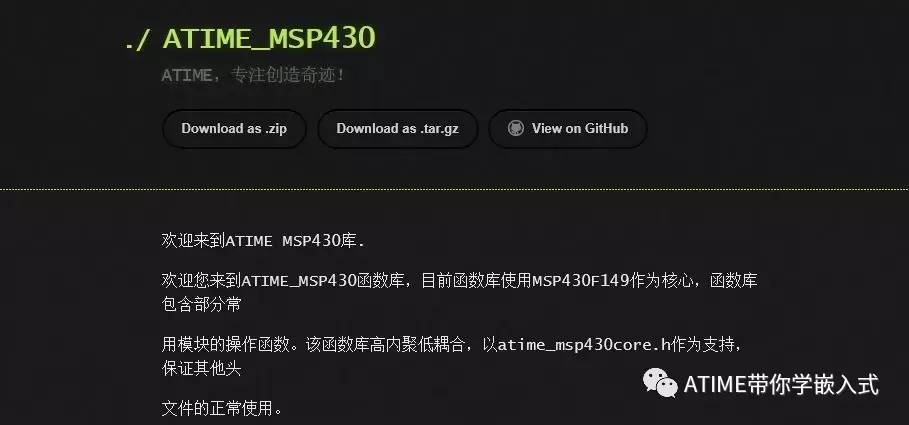 ./ ATIME_MSP430
ATIME，专注创造奇迹！
Download as .zip
Download as .tar.gz
View on GitHub
欢迎来到ATIME MSP430库.
欢迎您来到ATIME_MSP430函数库，目前函数库使用MSP430F149作为核心，函数库
包含部分常
用模块的操作函数。该函数库高内聚低耦合，以atime_msp430core.h作为支持，
保证其他头
文件的正常使用。
ATIME带你学嵌入式